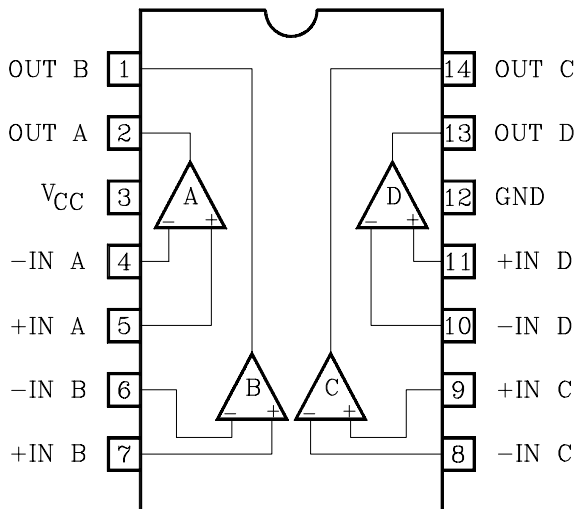 OUT B 1 14 OUT C
OUT A 2 13 OUT D
VCC 3 A D 12 GND
- + - +
-IN A 4 11 +IN D
+IN A 5 10 -IN D
-IN B 6 B C 9 +IN C
- + - +
+IN B 7 8 -IN C